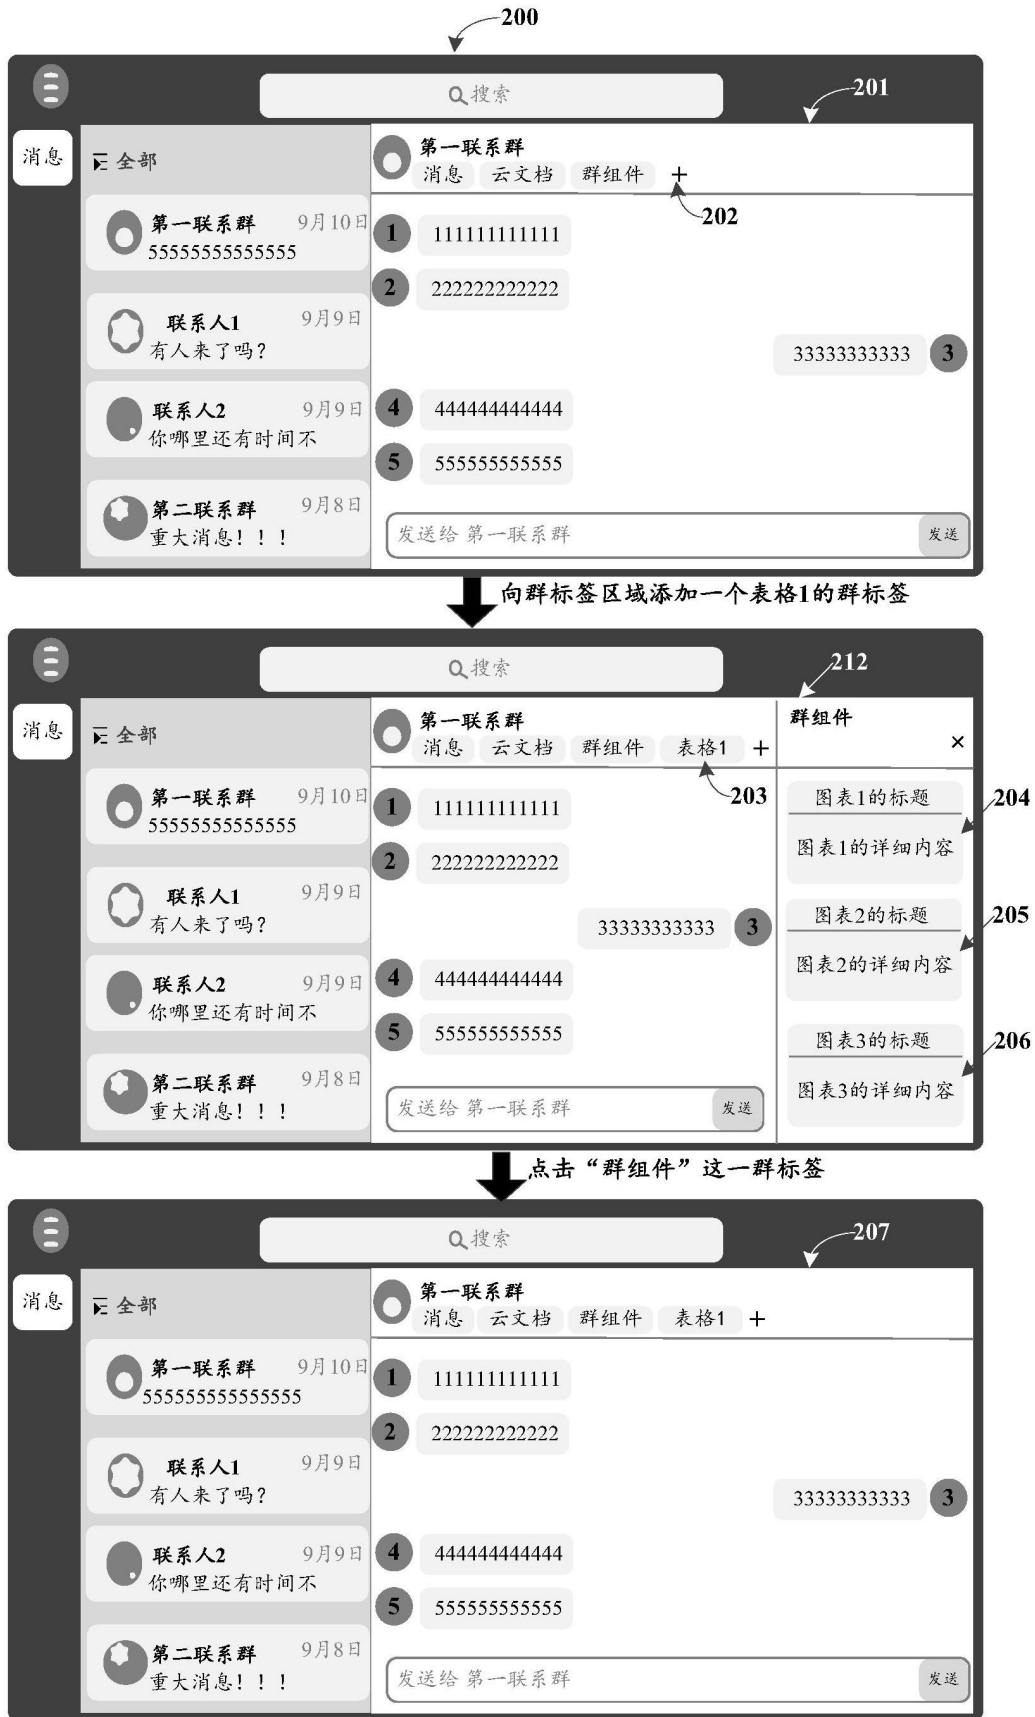 200
搜索
201
消息
全部
第一联系群
消息 云文档 群组件 +
202
第一联系群 9月10日
55555555555555
联系人1 9月9日
有人来了吗?
联系人2 9月9日
你哪里还有时间不
第二联系群 9月8日
重大消息！！！
1 111111111111
2 222222222222
33333333333 3
4 444444444444
5 555555555555
发送给 第一联系群 发送
向群标签区域添加一个表格1的群标签
搜索
212
消息
全部
第一联系群
消息 云文档 群组件 表格1 +
203
群组件
×
第一联系群 9月10日
55555555555555
联系人1 9月9日
有人来了吗?
联系人2 9月9日
你哪里还有时间不
第二联系群 9月8日
重大消息！！！
1 111111111111
2 222222222222
33333333333 3
4 444444444444
5 555555555555
发送给 第一联系群 发送
图表1的标题
204
图表1的详细内容
图表2的标题
205
图表2的详细内容
图表3的标题
206
图表3的详细内容
点击“群组件”这一群标签
搜索
207
消息
全部
第一联系群
消息 云文档 群组件 表格1 +
第一联系群 9月10日
555555555555555
联系人1 9月9日
有人来了吗?
联系人2 9月9日
你哪里还有时间不
第二联系群 9月8日
重大消息！！！
1 111111111111
2 222222222222
33333333333 3
4 444444444444
5 555555555555
发送给 第一联系群 发送